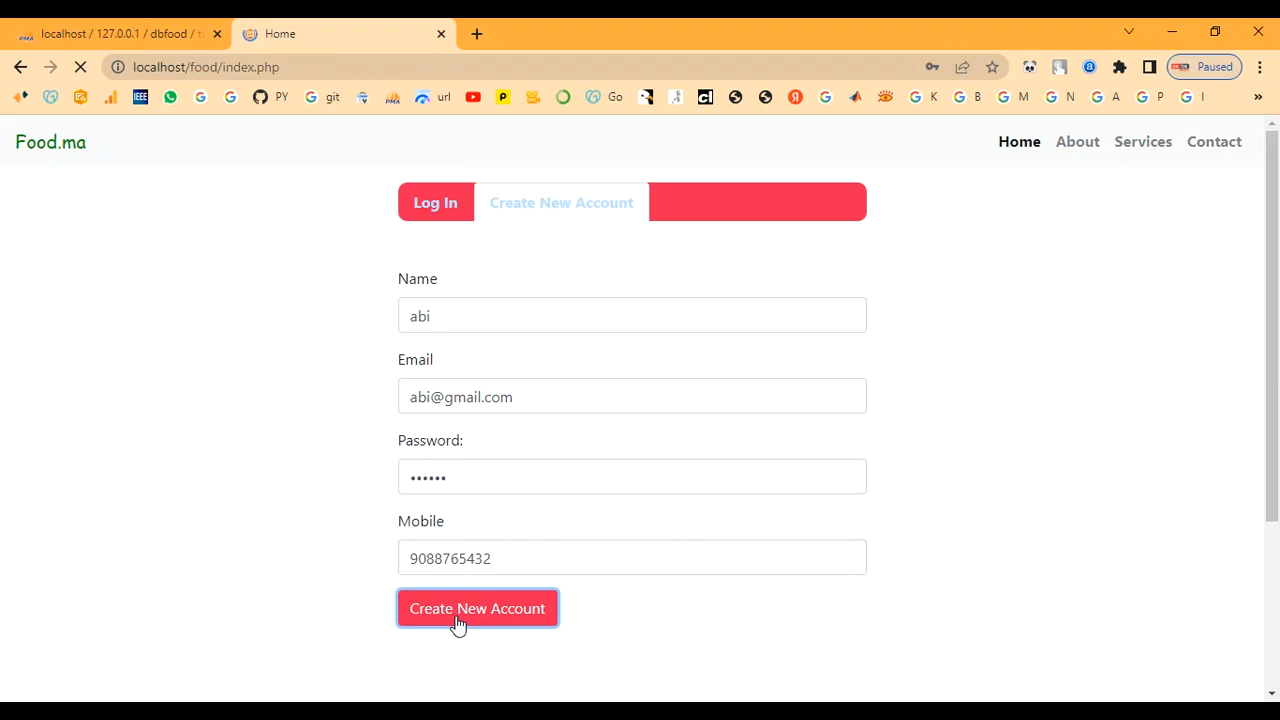 localhost / 127.0.0.1 / dbfood / t
Home
localhost/food/index.php
Paused
IEEE
PY
git
PMA
url
Go
K
B
M
N
A
P
I
Food.ma
Home About Services Contact
Log In Create New Account
Name
abi
Email
abi@gmail.com
Password:
••••••
Mobile
9088765432
Create New Account